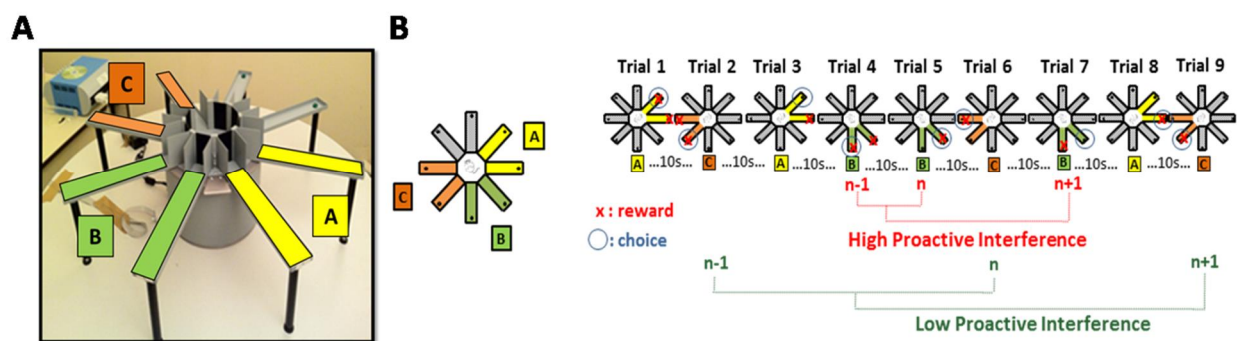 A
B
C
B
A
A
B
C
Trial 1 Trial 2 Trial 3 Trial 4 Trial 5 Trial 6 Trial 7 Trial 8 Trial 9
A ...10s... C ...10s... A ...10s... B ...10s... B ...10s... C ...10s... B ...10s... A ...10s... C
n-1 n n+1
x : reward
: choice
High Proactive Interference
n-1 n n+1
Low Proactive Interference